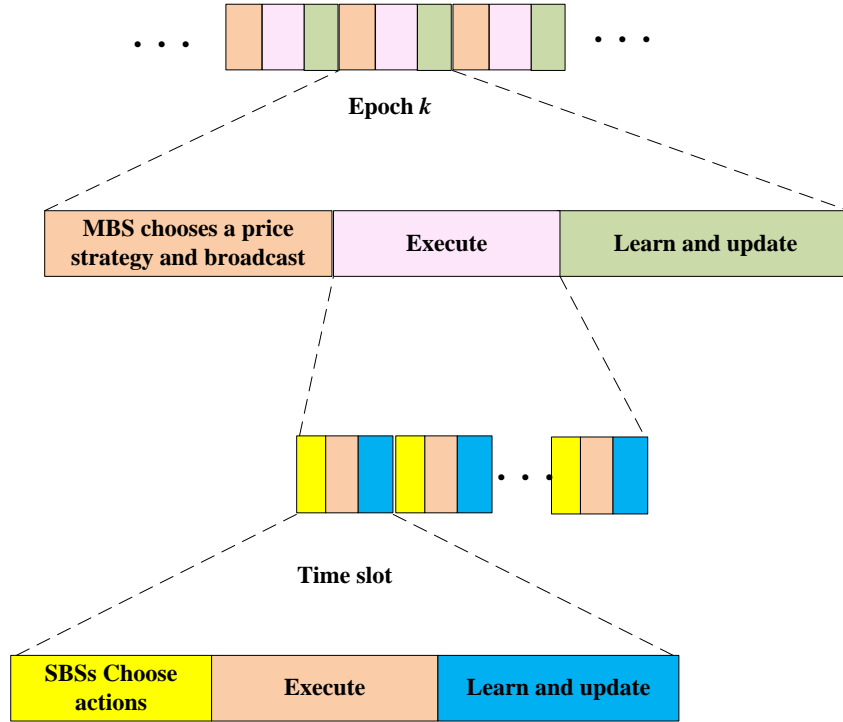 Epoch k
MBS chooses a price
strategy and broadcast
Execute
Learn and update
Time slot
SBSs Choose
actions
Execute
Learn and update